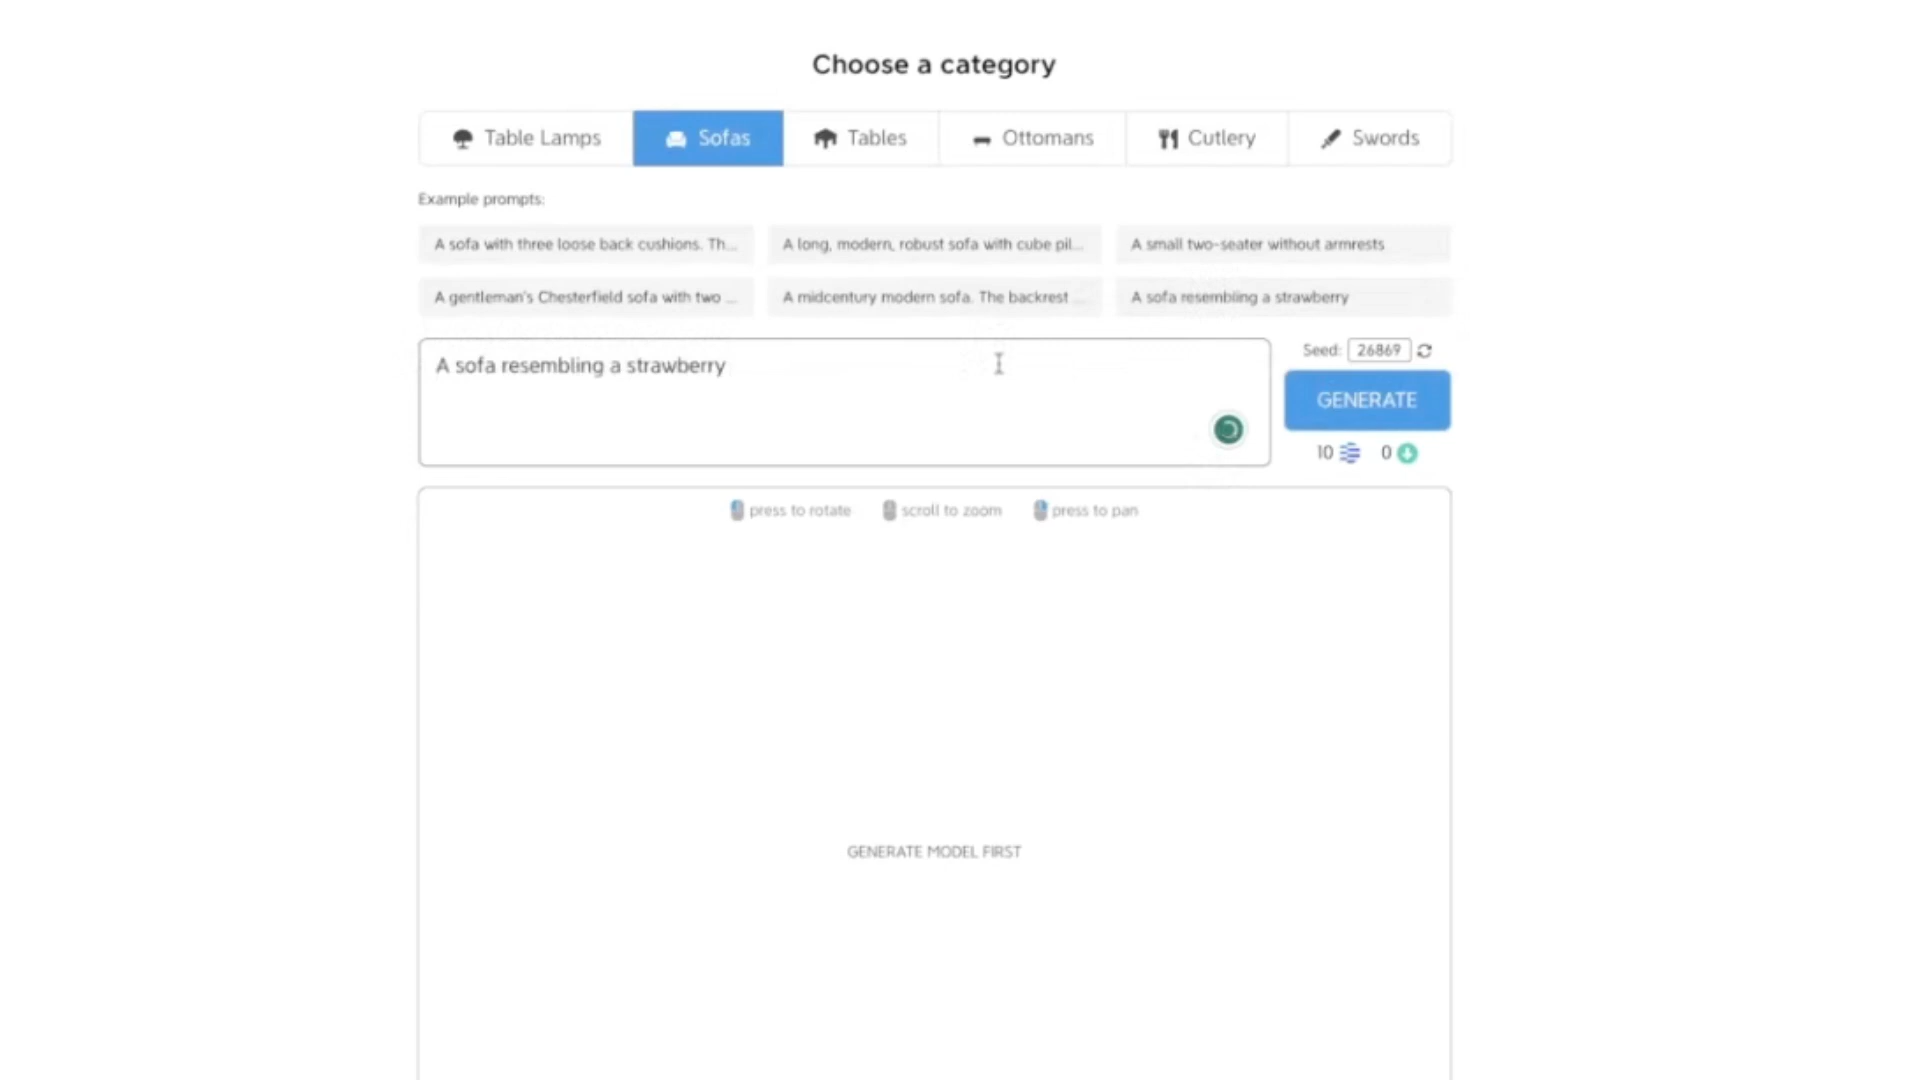 Choose a category
Table Lamps Sofas Tables Ottomans Cutlery Swords
Example prompts:
A sofa with three loose back cushions. Th... A long, modern, robust sofa with cube pil... A small two-seater without armrests
A gentleman's Chesterfield sofa with two ... A midcentury modern sofa. The backrest ... A sofa resembling a strawberry
A sofa resembling a strawberry
Seed: 26869
GENERATE
10 0
press to rotate scroll to zoom press to pan
GENERATE MODEL FIRST